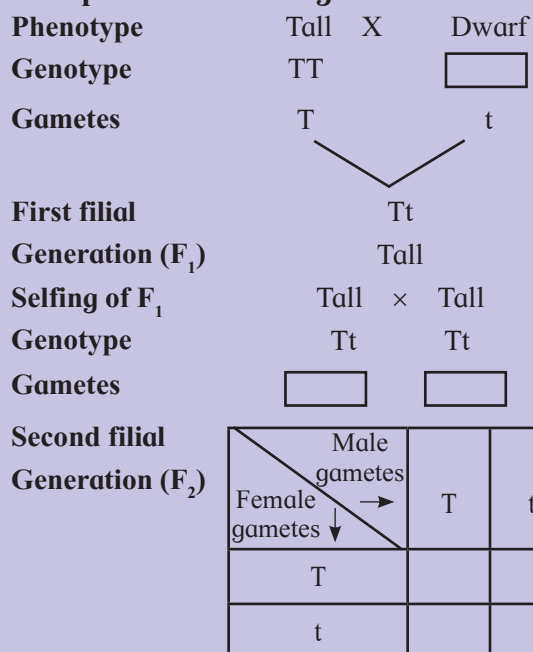 Phenotype Tall X Dwarf
Genotype TT
Gametes T t
First filial Tt
Generation (F₁) Tall
Selfing of F₁ Tall × Tall
Genotype Tt Tt
Gametes
Second filial
Generation (F₂)
Male
gametes
Female
gametes
T t
T
t